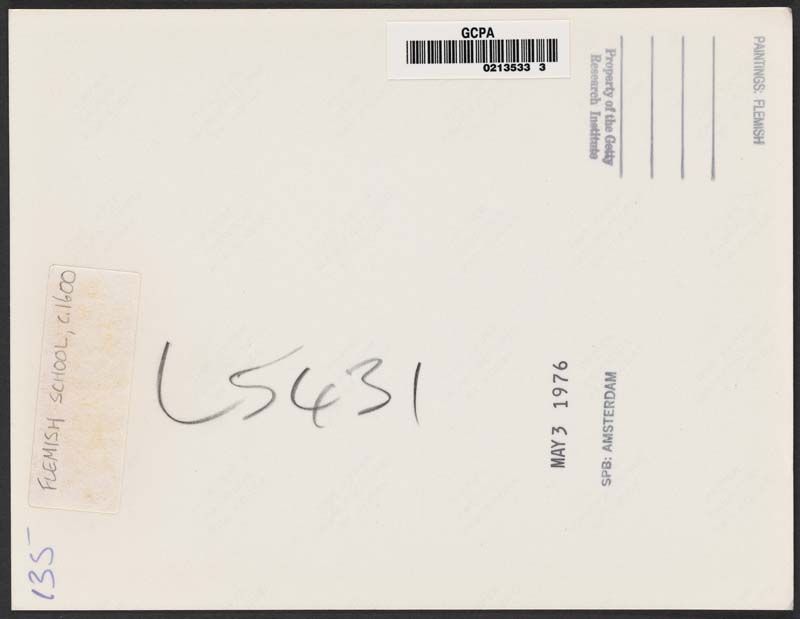 GCPA
0213533 3
PAINTINGS: FLEMISH
Property of the Getty
Research Institute
FLEMISH SCHOOL, C.1600
L5431
MAY 3 1976
SPB: AMSTERDAM
135